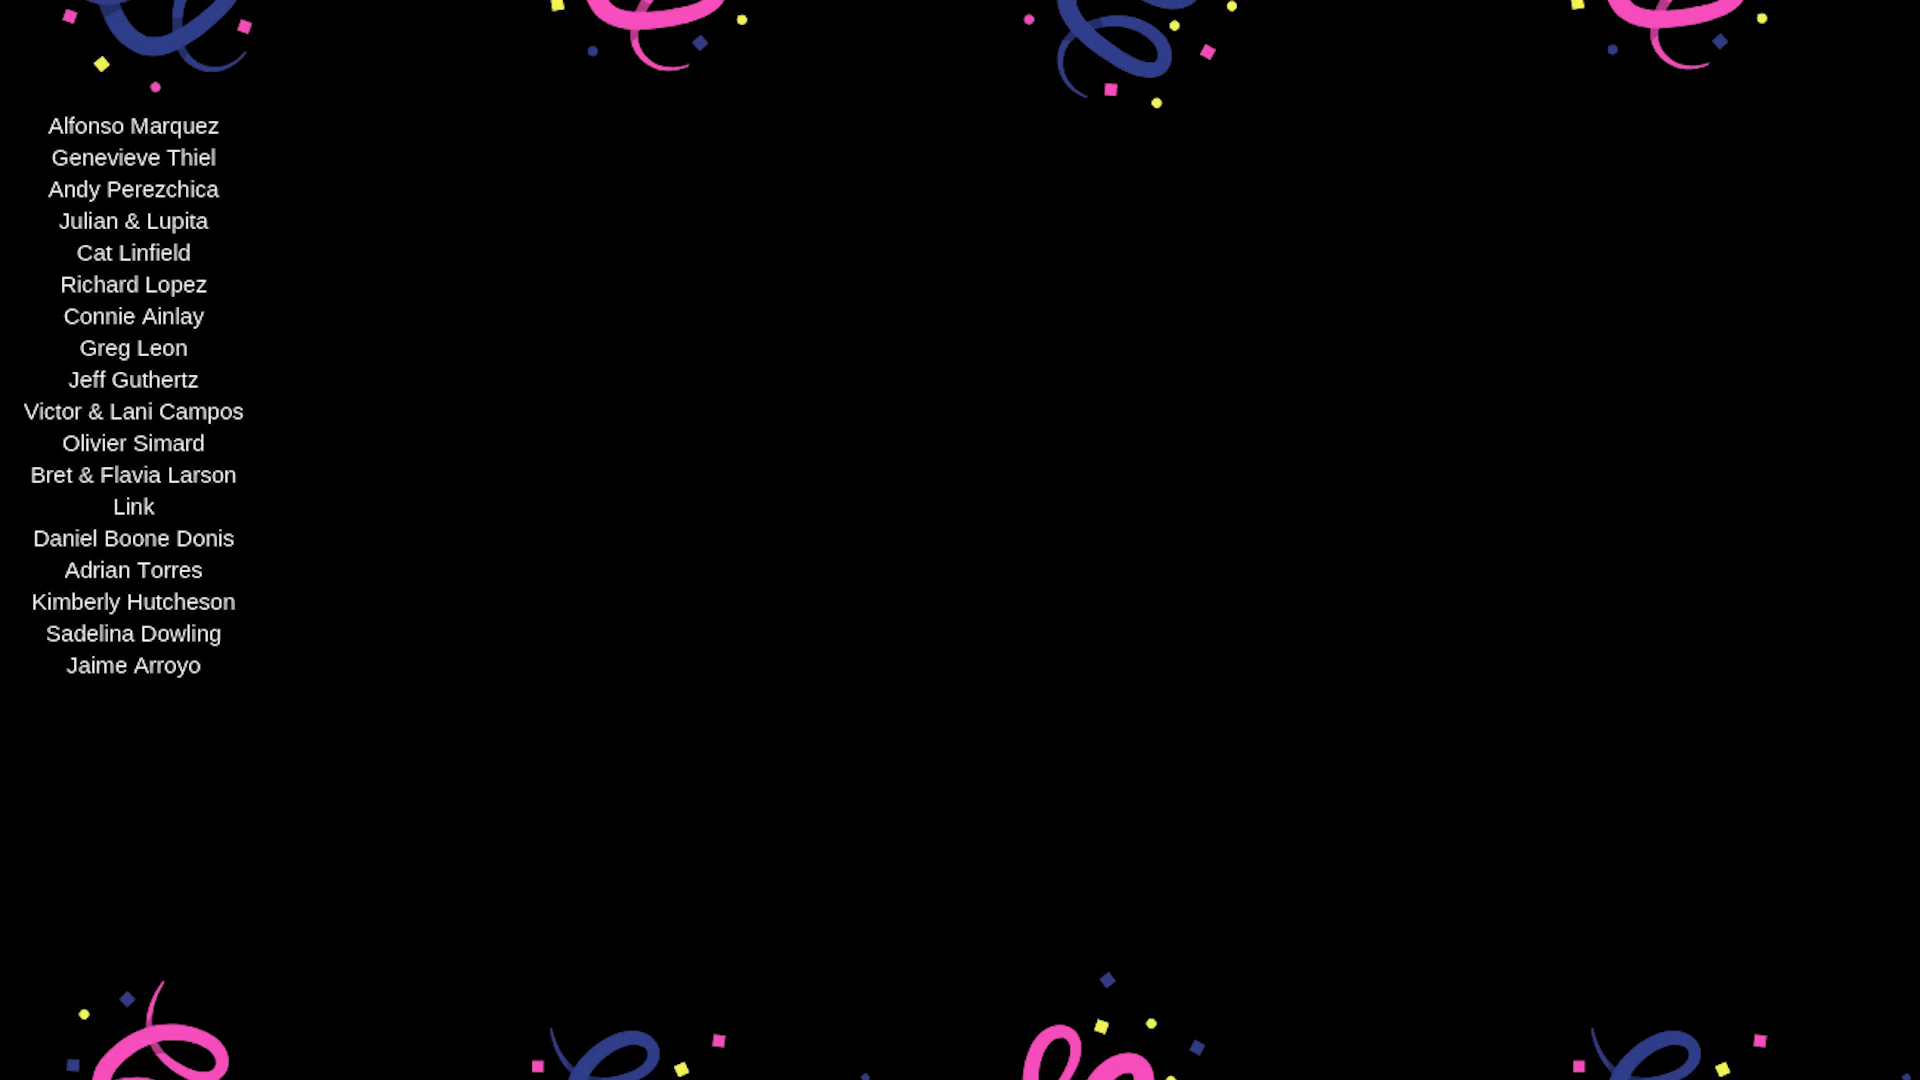 Alfonso Marquez
Genevieve Thiel
Andy Perezchica
Julian & Lupita
Cat Linfield
Richard Lopez
Connie Ainlay
Greg Leon
Jeff Guthertz
Victor & Lani Campos
Olivier Simard
Bret & Flavia Larson
Link
Daniel Boone Donis
Adrian Torres
Kimberly Hutcheson
Sadelina Dowling
Jaime Arroyo